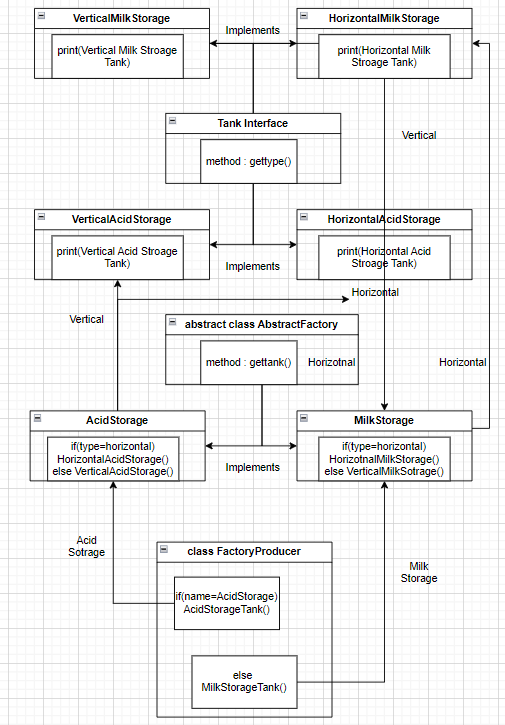 VerticalMilkStorage
print(Vertical Milk Stroage
Tank)
Implements
HorizontalMilkStorage
print(Horizontal Milk
Stroage Tank)
Vertical
Tank Interface
method : gettype()
VerticalAcidStorage
print(Vertical Acid Stroage
Tank)
Implements
HorizontalAcidStorage
print(Horizontal Acid
Stroage Tank)
Horizontal
Vertical
abstract class AbstractFactory
method : gettank()
Horizotnal
Horizontal
AcidStorage
if(type=horizontal)
HorizontalAcidStorage()
else VerticalAcidStorage()
Implements
MilkStorage
if(type=horizontal)
HorizotnalMilkStorage()
else VerticalMilkSotrage()
Acid
Sotrage
class FactoryProducer
if(name=AcidStorage)
AcidStorageTank()
Milk
Storage
else
MilkStorageTank()